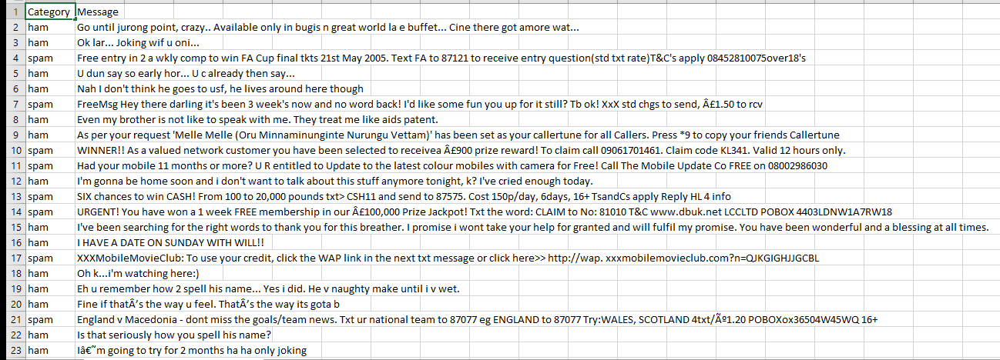 1 Category Message
2 ham Go until jurong point, crazy.. Available only in bugis n great world la e buffet... Cine there got amore wat...
3 ham Ok lar... Joking wif u oni...
4 spam Free entry in 2 a wkly comp to win FA Cup final tkts 21st May 2005. Text FA to 87121 to receive entry question(std txt rate)T&C's apply 08452810075over18's
5 ham U dun say so early hor... U c already then say...
6 ham Nah I don't think he goes to usf, he lives around here though
7 spam FreeMsg Hey there darling it's been 3 week's now and no word back! I'd like some fun you up for it still? Tb ok! XxX std chgs to send, Â£1.50 to rcv
8 ham Even my brother is not like to speak with me. They treat me like aids patent.
9 ham As per your request 'Melle Melle (Oru Minnaminunginte Nurungu Vettam)' has been set as your callertune for all Callers. Press *9 to copy your friends Callertune
10 spam WINNER!! As a valued network customer you have been selected to receivea Â£900 prize reward! To claim call 09061701461. Claim code KL341. Valid 12 hours only.
11 spam Had your mobile 11 months or more? U R entitled to Update to the latest colour mobiles with camera for Free! Call The Mobile Update Co FREE on 08002986030
12 ham I'm gonna be home soon and i don't want to talk about this stuff anymore tonight, k? I've cried enough today.
13 spam SIX chances to win CASH! From 100 to 20,000 pounds txt> CSH11 and send to 87575. Cost 150p/day, 6days, 16+ TsandCs apply Reply HL 4 info
14 spam URGENT! You have won a 1 week FREE membership in our Â£100,000 Prize Jackpot! Txt the word: CLAIM to No: 81010 T&C www.dbuk.net LCCLTD POBOX 4403LDNW1A7RW18
15 ham I've been searching for the right words to thank you for this breather. I promise i wont take your help for granted and will fulfil my promise. You have been wonderful and a blessing at all times.
16 ham I HAVE A DATE ON SUNDAY WITH WILL!!
17 spam XXXMobileMovieClub: To use your credit, click the WAP link in the next txt message or click here>> http://wap. xxxmobilemovieclub.com?n=QJKGIGHJJGCBL
18 ham Oh k...i'm watching here:)
19 ham Eh u remember how 2 spell his name... Yes i did. He v naughty make until i v wet.
20 ham Fine if thatÂ’s the way u feel. ThatÂ’s the way its gota b
21 spam England v Macedonia - dont miss the goals/team news. Txt ur national team to 87077 eg ENGLAND to 87077 Try:WALES, SCOTLAND 4txt/Ãº1.20 POBOXox36504W45WQ 16+
22 ham Is that seriously how you spell his name?
23 ham Iâ€˜m going to try for 2 months ha ha only joking